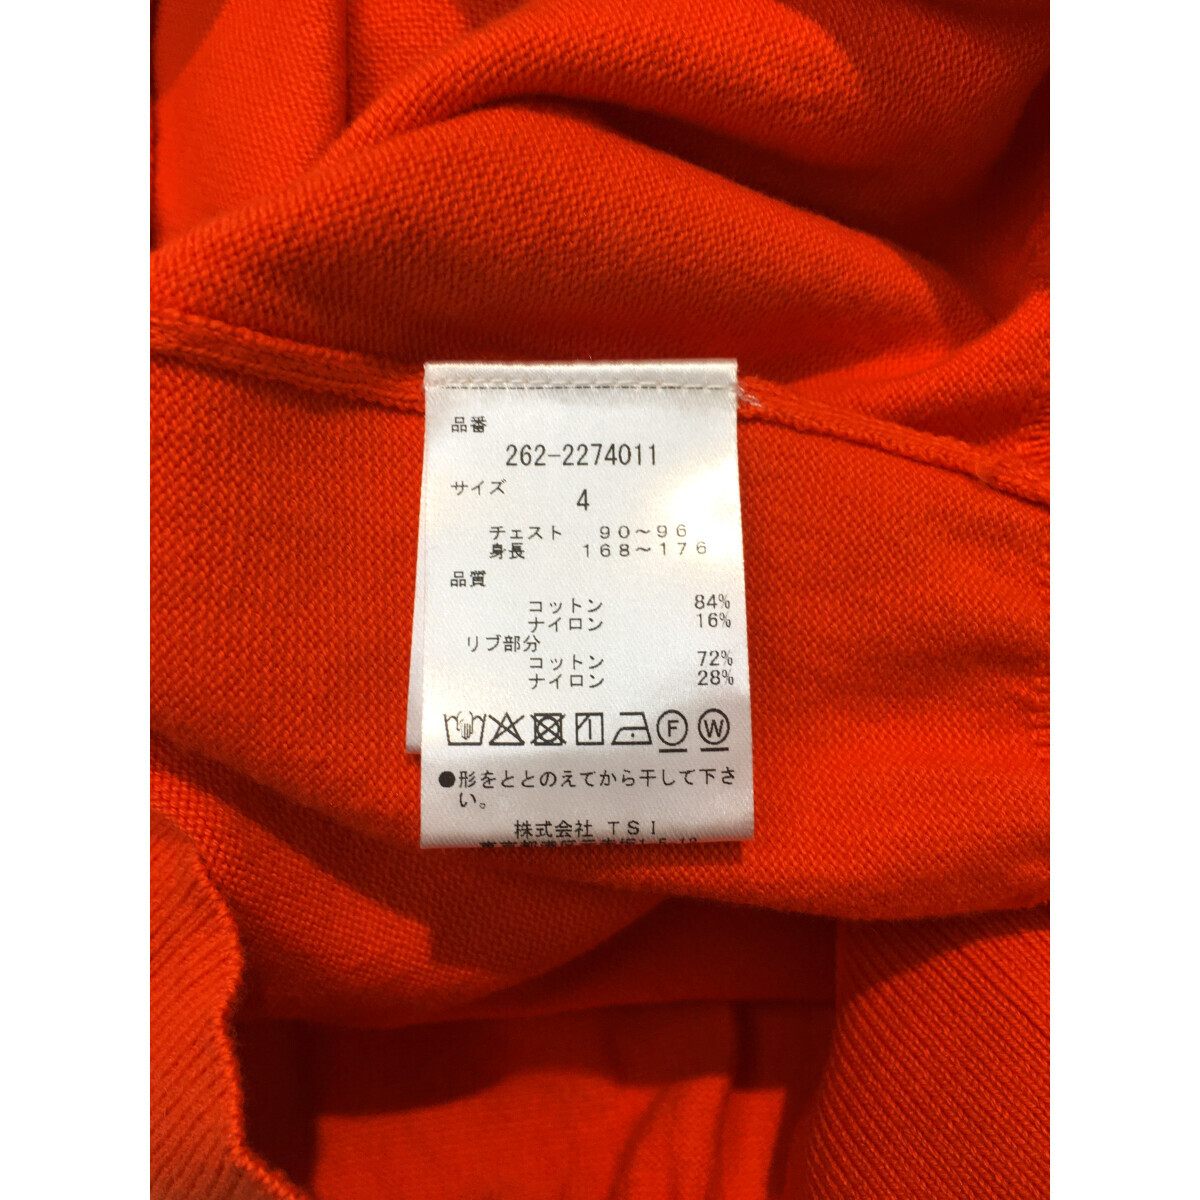 品番
262-2274011
サイズ
4
チェスト 90～96
身長 168～176
品質
コットン 84%
ナイロン 16%
リブ部分
コットン 72%
ナイロン 28%
F W
●形をととのえてから干して下さ
い。
株式会社 TSI